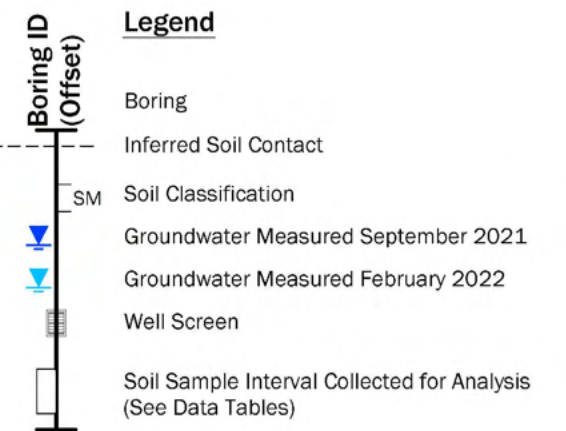 Boring ID
(Offset)
Legend
Boring
Inferred Soil Contact
SM
Soil Classification
Groundwater Measured September 2021
Groundwater Measured February 2022
Well Screen
Soil Sample Interval Collected for Analysis
(See Data Tables)